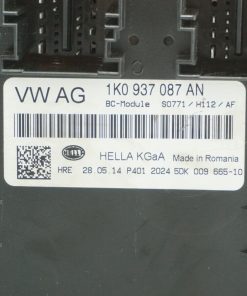 VW AG 1K0 937 087 AN
BC-Module S0771 / H112 / AF
HELLA
HELLA KGaA Made in Romania
HRE 28.05.14 P401 2024 5DK 009 665-10